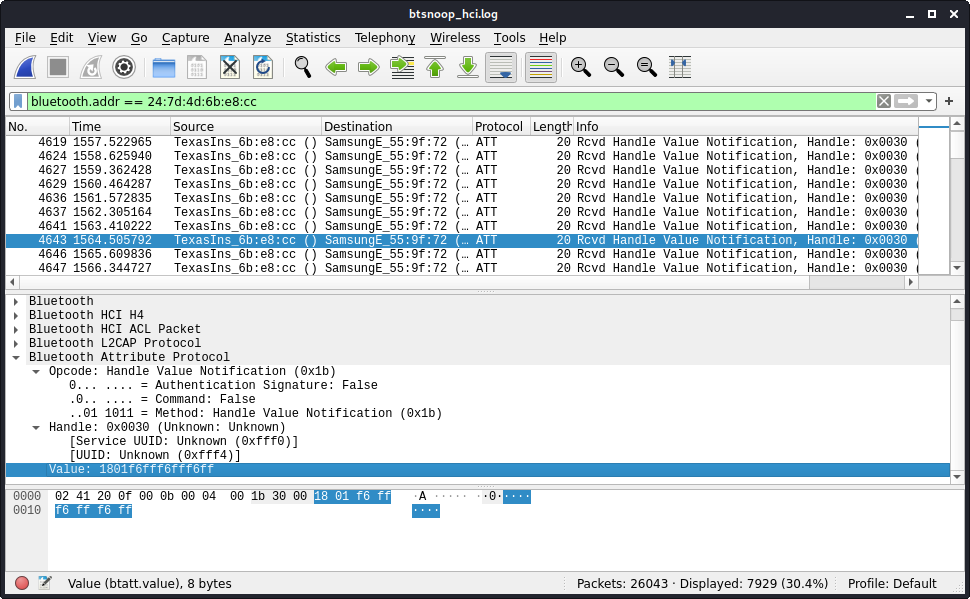 btsnoop_hci.log
File Edit View Go Capture Analyze Statistics Telephony Wireless Tools Help
bluetooth.addr == 24:7d:4d:6b:e8:cc
No. Time Source Destination Protocol Length Info
4619 1557.522965 TexasIns_6b:e8:cc () SamsungE_55:9f:72 (… ATT 20 Rcvd Handle Value Notification, Handle: 0x0030 (
4624 1558.625940 TexasIns_6b:e8:cc () SamsungE_55:9f:72 (… ATT 20 Rcvd Handle Value Notification, Handle: 0x0030 (
4627 1559.362428 TexasIns_6b:e8:cc () SamsungE_55:9f:72 (… ATT 20 Rcvd Handle Value Notification, Handle: 0x0030 (
4629 1560.464287 TexasIns_6b:e8:cc () SamsungE_55:9f:72 (… ATT 20 Rcvd Handle Value Notification, Handle: 0x0030 (
4636 1561.572835 TexasIns_6b:e8:cc () SamsungE_55:9f:72 (… ATT 20 Rcvd Handle Value Notification, Handle: 0x0030 (
4637 1562.305164 TexasIns_6b:e8:cc () SamsungE_55:9f:72 (… ATT 20 Rcvd Handle Value Notification, Handle: 0x0030 (
4641 1563.410222 TexasIns_6b:e8:cc () SamsungE_55:9f:72 (… ATT 20 Rcvd Handle Value Notification, Handle: 0x0030 (
4643 1564.505792 TexasIns_6b:e8:cc () SamsungE_55:9f:72 (… ATT 20 Rcvd Handle Value Notification, Handle: 0x0030 (
4646 1565.609836 TexasIns_6b:e8:cc () SamsungE_55:9f:72 (… ATT 20 Rcvd Handle Value Notification, Handle: 0x0030 (
4647 1566.344727 TexasIns_6b:e8:cc () SamsungE_55:9f:72 (… ATT 20 Rcvd Handle Value Notification, Handle: 0x0030 (
Bluetooth
Bluetooth HCI H4
Bluetooth HCI ACL Packet
Bluetooth L2CAP Protocol
Bluetooth Attribute Protocol
Opcode: Handle Value Notification (0x1b)
0... .... = Authentication Signature: False
.0.. .... = Command: False
..01 1011 = Method: Handle Value Notification (0x1b)
Handle: 0x0030 (Unknown: Unknown)
[Service UUID: Unknown (0xfff0)]
[UUID: Unknown (0xfff4)]
Value: 1801f6fff6fff6ff
0000 02 41 20 0f 00 0b 00 04 00 1b 30 00 18 01 f6 ff ·A ····· ··0·····
0010 f6 ff f6 ff ····
Value (btatt.value), 8 bytes Packets: 26043 · Displayed: 7929 (30.4%) Profile: Default